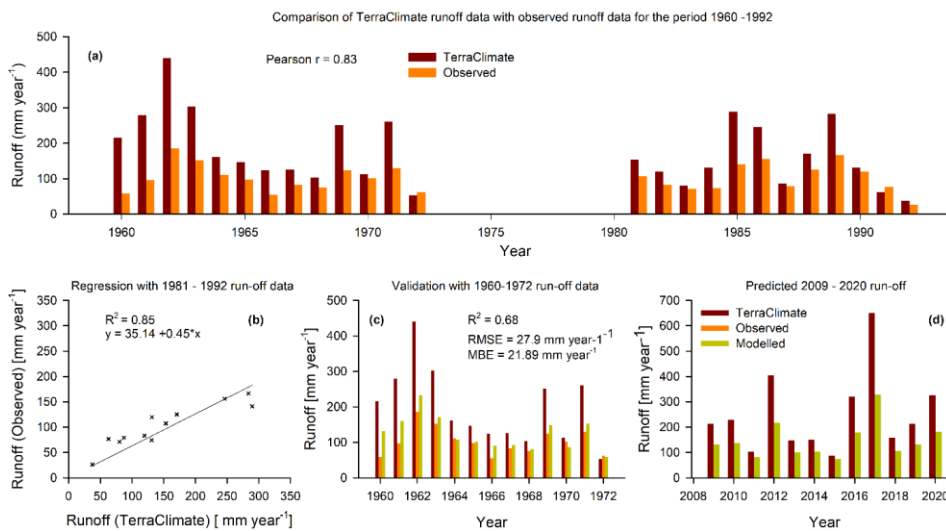 Comparison of TerraClimate runoff data with observed runoff data for the period 1960 -1992
(a)
Pearson r = 0.83
TerraClimate
Observed
Runoff (mm year-1)
500
400
300
200
100
0
1960 1965 1970 1975 1980 1985 1990
Year
Regression with 1981 - 1992 run-off data
(b)
R2 = 0.85
y = 35.14 +0.45*x
Runoff (Observed) [mm year-1]
350
300
250
200
150
100
50
0
0 50 100 150 200 250 300 350
Runoff (TerraClimate) [ mm year-1]
Validation with 1960-1972 run-off data
(c)
R2 = 0.68
RMSE = 27.9 mm year-1-1
MBE = 21.89 mm year-1
Runoff [mm year-1]
500
400
300
200
100
0
1960 1962 1964 1966 1968 1970 1972
Year
Predicted 2009 - 2020 run-off
(d)
TerraClimate
Observed
Modelled
Runoff [mm year-1]
700
600
500
400
300
200
100
0
2008 2010 2012 2014 2016 2018 2020
Year